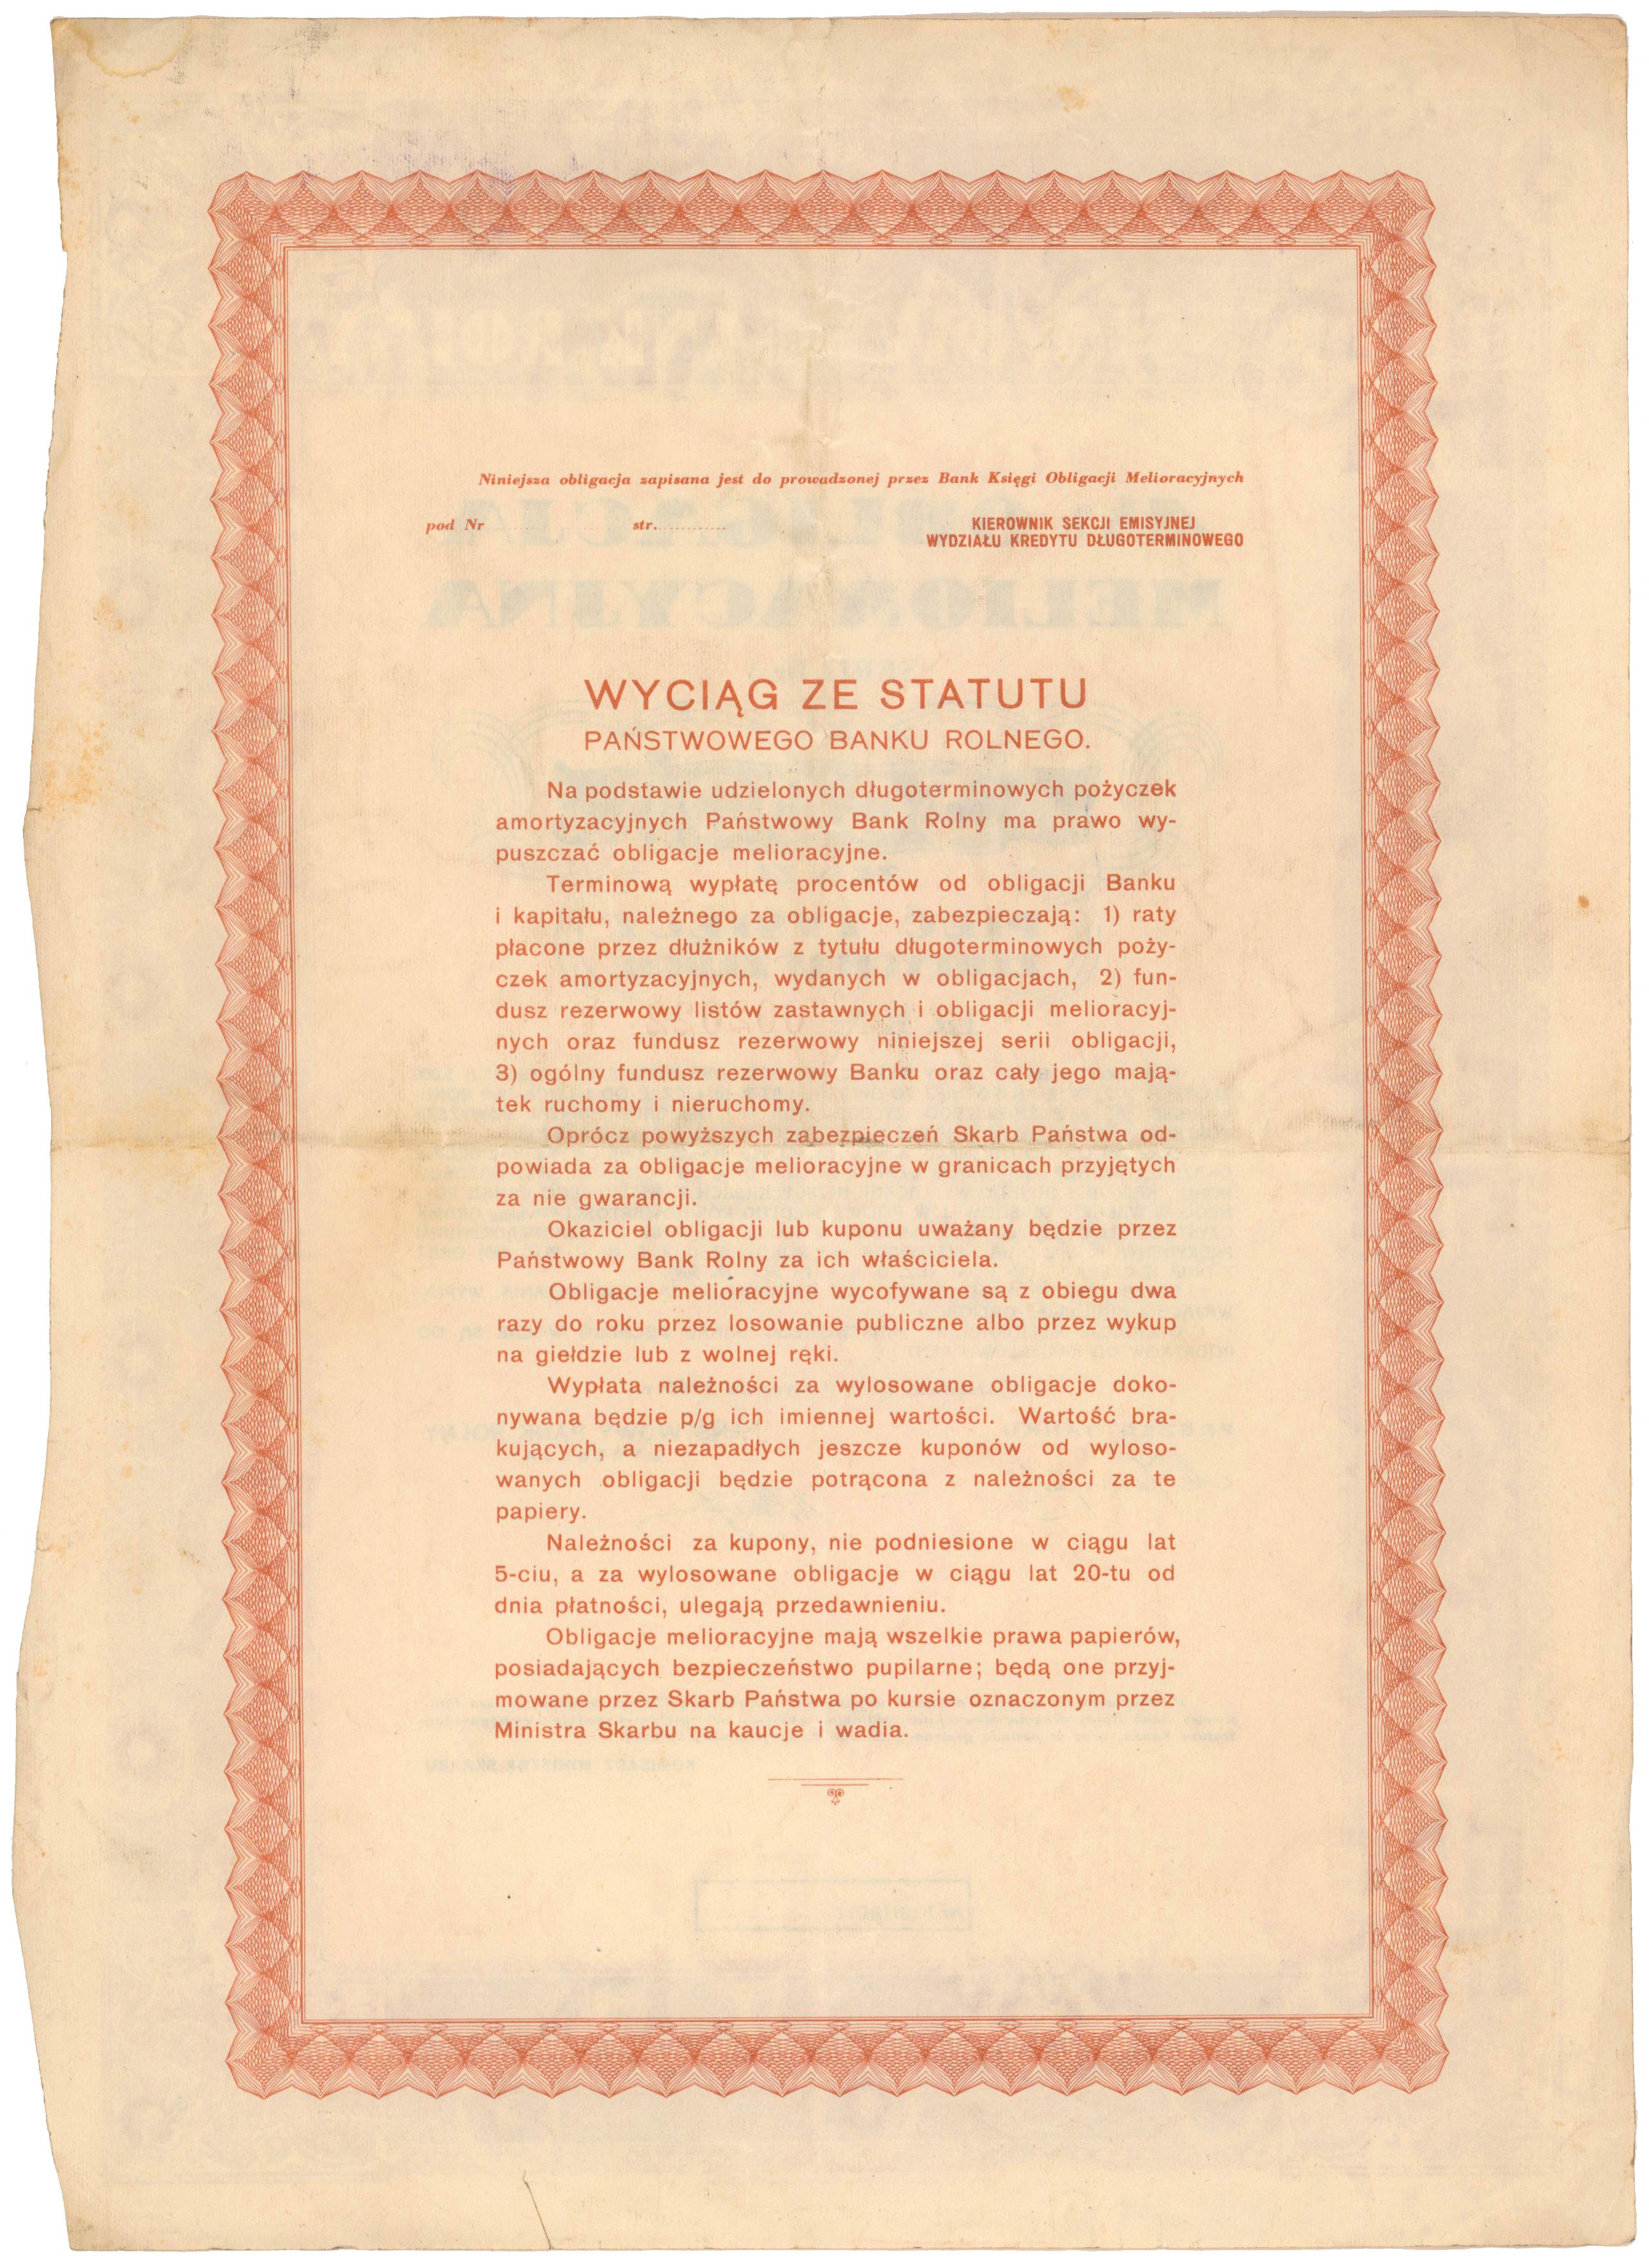 Niniejsza obligacja zapisana jest do prowadzonej przez Bank Księgi Obligacji Melioracyjnych
pod Nr str.............
KIEROWNIK SEKCJI EMISYJNEJ
WYDZIAŁU KREDYTU DŁUGOTERMINOWEGO
WYCIĄG ZE STATUTU
PAŃSTWOWEGO BANKU ROLNEGO.
Na podstawie udzielonych długoterminowych pożyczek
amortyzacyjnych Państwowy Bank Rolny ma prawo wy-
puszczać obligacje melioracyjne.
Terminową wypłatę procentów od obligacji Banku
i kapitału, należnego za obligacje, zabezpieczają: 1) raty
płacone przez dłużników z tytułu długoterminowych poży-
czek amortyzacyjnych, wydanych w obligacjach, 2) fun-
dusz rezerwowy listów zastawnych i obligacji melioracyj-
nych oraz fundusz rezerwowy niniejszej serii obligacji,
3) ogólny fundusz rezerwowy Banku oraz cały jego mają-
tek ruchomy i nieruchomy.
Oprócz powyższych zabezpieczeń Skarb Państwa od-
powiada za obligacje melioracyjne w granicach przyjętych
za nie gwarancji.
Okaziciel obligacji lub kuponu uważany będzie przez
Państwowy Bank Rolny za ich właściciela.
Obligacje melioracyjne wycofywane są z obiegu dwa
razy do roku przez losowanie publiczne albo przez wykup
na giełdzie lub z wolnej ręki.
Wypłata należności za wylosowane obligacje doko-
nywana będzie p/g ich imiennej wartości. Wartość bra-
kujących, a niezapadłych jeszcze kuponów od wyloso-
wanych obligacji będzie potrącona z należności za te
papiery.
Należności za kupony, nie podniesione w ciągu lat
5-ciu, a za wylosowane obligacje w ciągu lat 20-tu od
dnia płatności, ulegają przedawnieniu.
Obligacje melioracyjne mają wszelkie prawa papierów,
posiadających bezpieczeństwo pupilarne; będą one przyj-
mowane przez Skarb Państwa po kursie oznaczonym przez
Ministra Skarbu na kaucje i wadia.